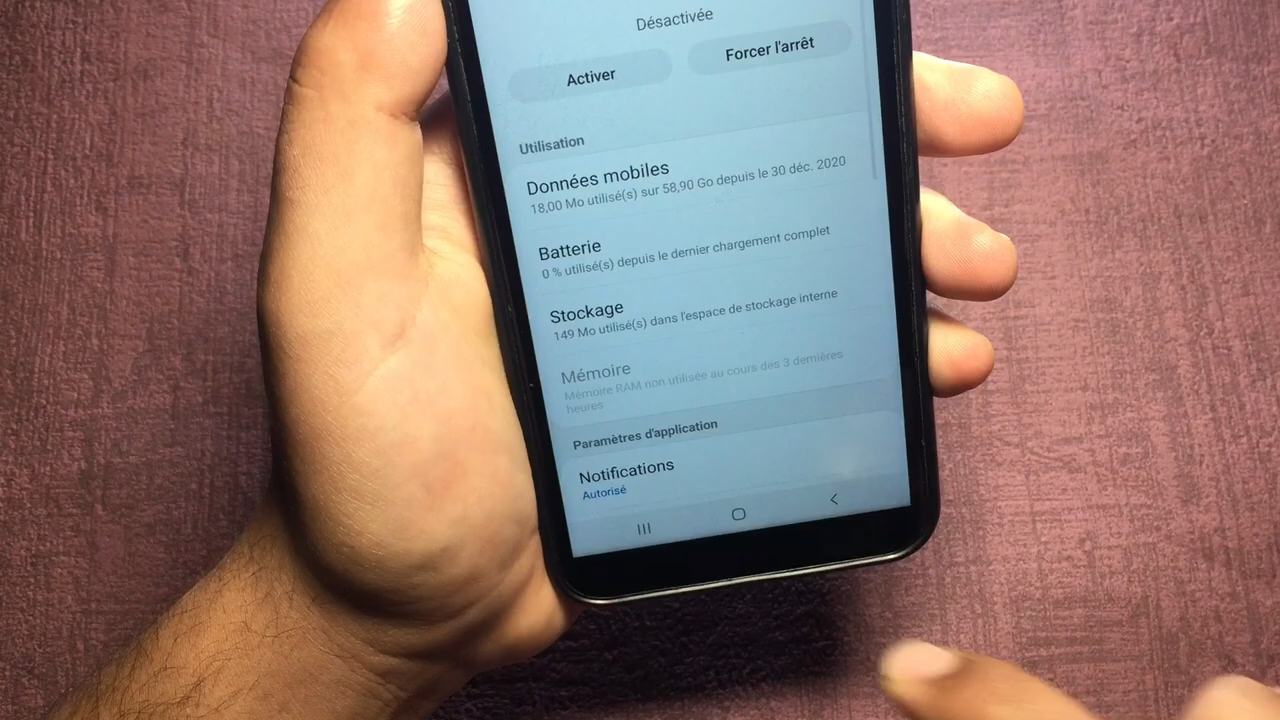 Désactivée
Activer
Forcer l'arrêt
Utilisation
Données mobiles
18,00 Mo utilisé(s) sur 58,90 Go depuis le 30 déc. 2020
Batterie
0 % utilisé(s) depuis le dernier chargement complet
Stockage
149 Mo utilisé(s) dans l'espace de stockage interne
Mémoire
Mémoire RAM non utilisée au cours des 3 dernières
heures
Paramètres d'application
Notifications
Autorisé